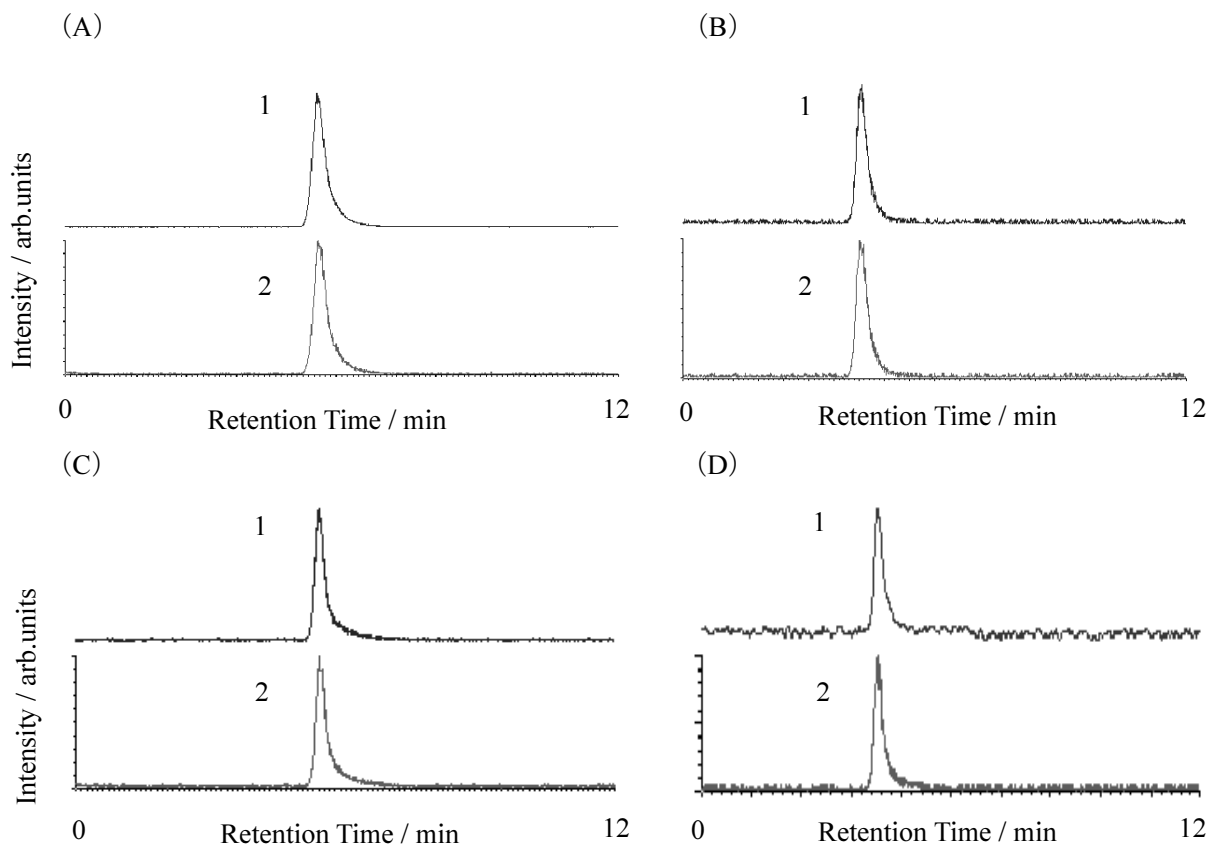 (A)
(B)
1
1
2
2
Intensity / arb.units
0
12
Retention Time / min
0
12
Retention Time / min
(C)
(D)
1
1
2
2
Intensity / arb.units
0
12
Retention Time / min
0
12
Retention Time / min